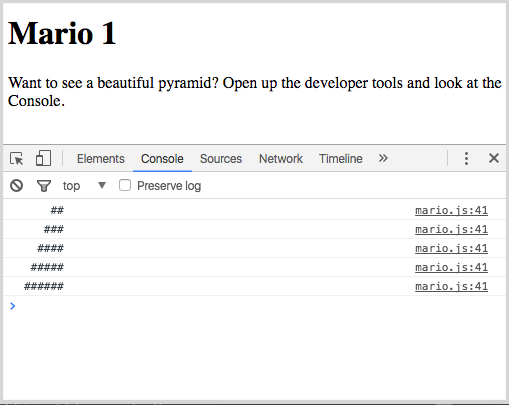 Mario 1
Want to see a beautiful pyramid? Open up the developer tools and look at the
Console.
Elements Console Sources Network Timeline »
top ▼ Preserve log
## mario.js:41
### mario.js:41
#### mario.js:41
##### mario.js:41
###### mario.js:41
>